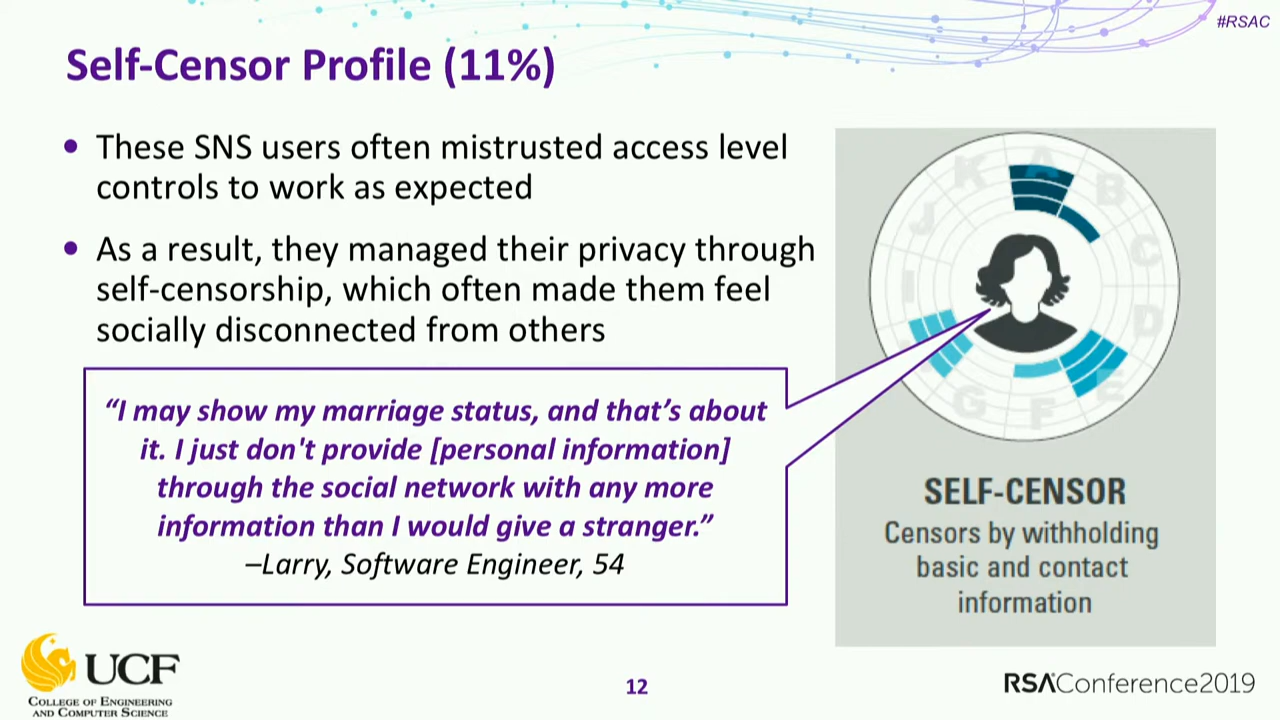 #RSAC
Self-Censor Profile (11%)
• These SNS users often mistrusted access level
controls to work as expected
• As a result, they managed their privacy through
self-censorship, which often made them feel
socially disconnected from others
“I may show my marriage status, and that’s about
it. I just don't provide [personal information]
through the social network with any more
information than I would give a stranger.”
–Larry, Software Engineer, 54
A
B
C
D
E
F
G
I
J
K
SELF-CENSOR
Censors by withholding
basic and contact
information
UCF
COLLEGE OF ENGINEERING
AND COMPUTER SCIENCE
12
RSAConference2019